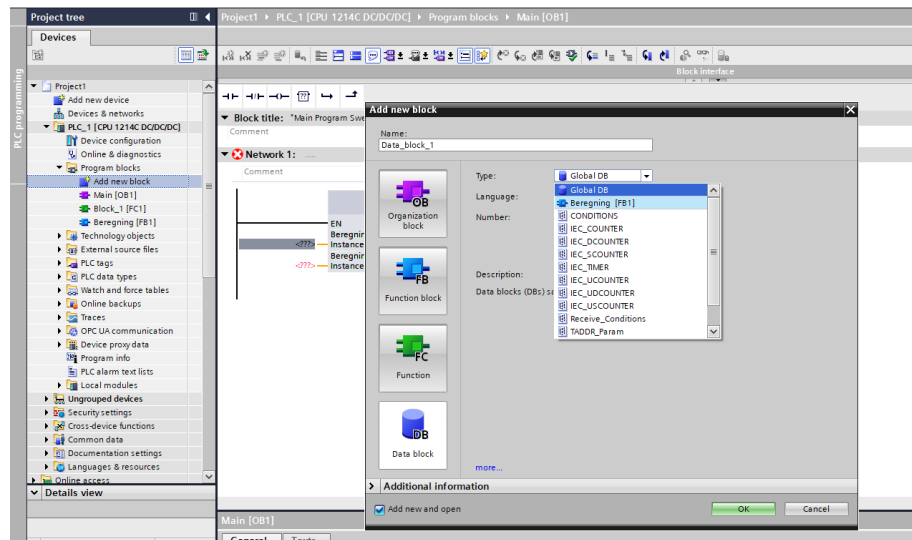 Project tree
Project1 ▸ PLC_1 [CPU 1214C DC/DC/DC] ▸ Program blocks ▸ Main [OB1]
Devices
PLC programming
Block interface
Project1
Add new device
Devices & networks
PLC_1 [CPU 1214C DC/DC/DC]
Device configuration
Online & diagnostics
Program blocks
Add new block
Main [OB1]
Block_1 [FC1]
Beregning [FB1]
Technology objects
External source files
PLC tags
PLC data types
Watch and force tables
Online backups
Traces
OPC UA communication
Device proxy data
Program info
PLC alarm text lists
Local modules
Ungrouped devices
Security settings
Cross-device functions
Common data
Documentation settings
Languages & resources
Online access
Details view
??
Block title: "Main Program Swe
Comment
Network 1: .....
Comment
EN
Beregnin
<???> Instance
Beregnin
<???> Instance
Main [OB1]
General
Texts
Add new block
Name:
Data_block_1
OB
Organization
block
FB
Function block
FC
Function
DB
Data block
Type:
Global DB
Language:
Number:
Description:
Data blocks (DBs) sa
Global DB
Beregning [FB1]
CONDITIONS
IEC_COUNTER
IEC_DCOUNTER
IEC_SCOUNTER
IEC_TIMER
IEC_UCOUNTER
IEC_UDCOUNTER
IEC_USCOUNTER
Receive_Conditions
TADDR_Param
more...
Additional information
Add new and open
OK
Cancel